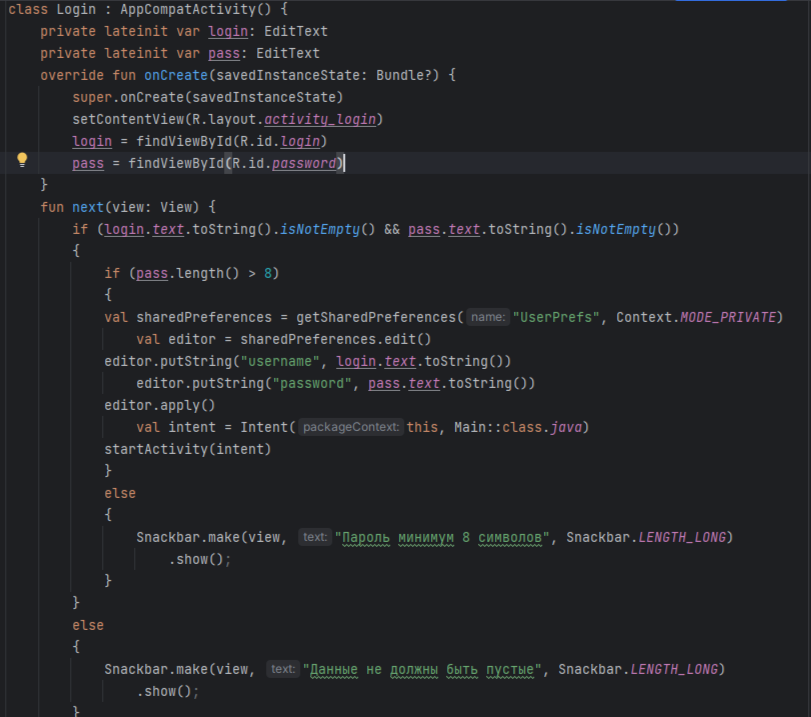 class Login : AppCompatActivity() {
    private lateinit var login: EditText
    private lateinit var pass: EditText
    override fun onCreate(savedInstanceState: Bundle?) {
        super.onCreate(savedInstanceState)
        setContentView(R.layout.activity_login)
        login = findViewById(R.id.login)
        pass = findViewById(R.id.password)
    }
    fun next(view: View) {
        if (login.text.toString().isNotEmpty() && pass.text.toString().isNotEmpty())
        {
            if (pass.length() > 8)
            {
            val sharedPreferences = getSharedPreferences( name: "UserPrefs", Context.MODE_PRIVATE)
                val editor = sharedPreferences.edit()
            editor.putString("username", login.text.toString())
                editor.putString("password", pass.text.toString())
            editor.apply()
                val intent = Intent( packageContext: this, Main::class.java)
            startActivity(intent)
            }
            else
            {
                Snackbar.make(view, text: "Пароль минимум 8 символов", Snackbar.LENGTH_LONG)
                    .show();
            }
        }
        else
        {
            Snackbar.make(view, text: "Данные не должны быть пустые", Snackbar.LENGTH_LONG)
                .show();
        }